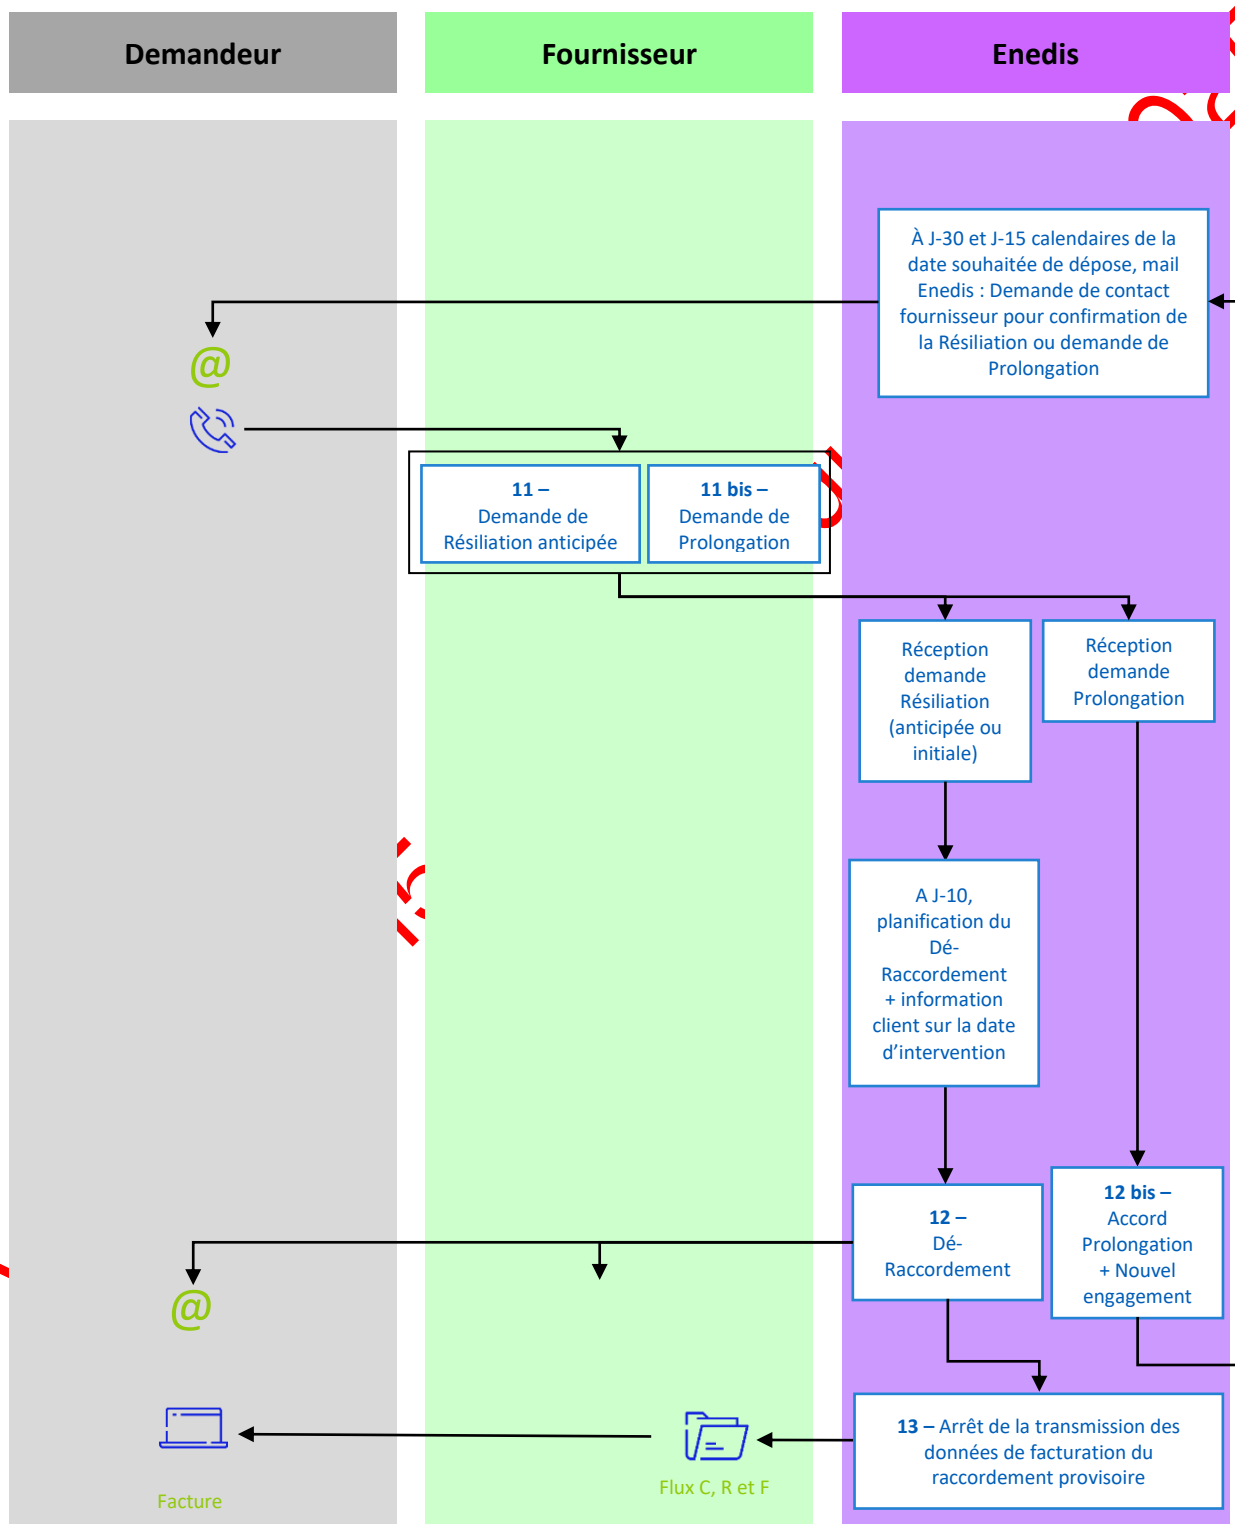 Demandeur
Fournisseur
Enedis
À J-30 et J-15 calendaires de la
date souhaitée de dépose, mail
Enedis : Demande de contact
fournisseur pour confirmation de
la Résiliation ou demande de
Prolongation
@
11 –
Demande de
Résiliation anticipée
11 bis –
Demande de
Prolongation
Réception
demande
Résiliation
(anticipée ou
initiale)
Réception
demande
Prolongation
A J-10,
planification du
Dé-
Raccordement
+ information
client sur la date
d’intervention
12 –
Dé-
Raccordement
12 bis –
Accord
Prolongation
+ Nouvel
engagement
@
13 – Arrêt de la transmission des
données de facturation du
raccordement provisoire
Facture
Flux C, R et F